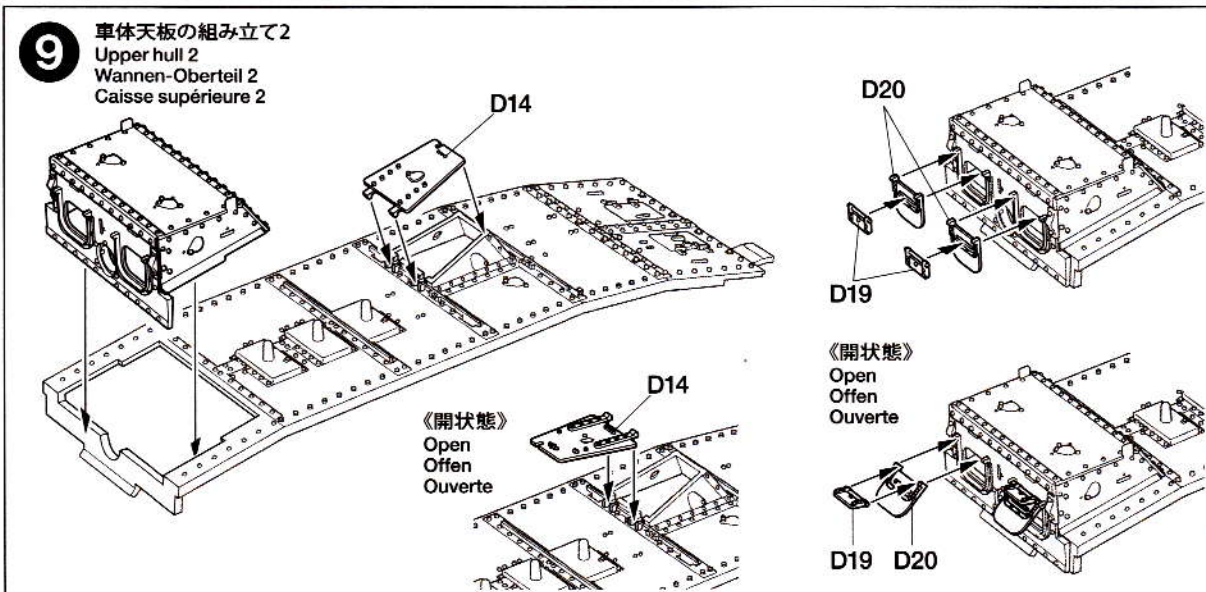 9
車体天板の組み立て2
Upper hull 2
Wannen-Oberteil 2
Caisse supérieure 2
D14
《開状態》
Open
Offen
Ouverte
D14
D20
D19
《開状態》
Open
Offen
Ouverte
D19 D20